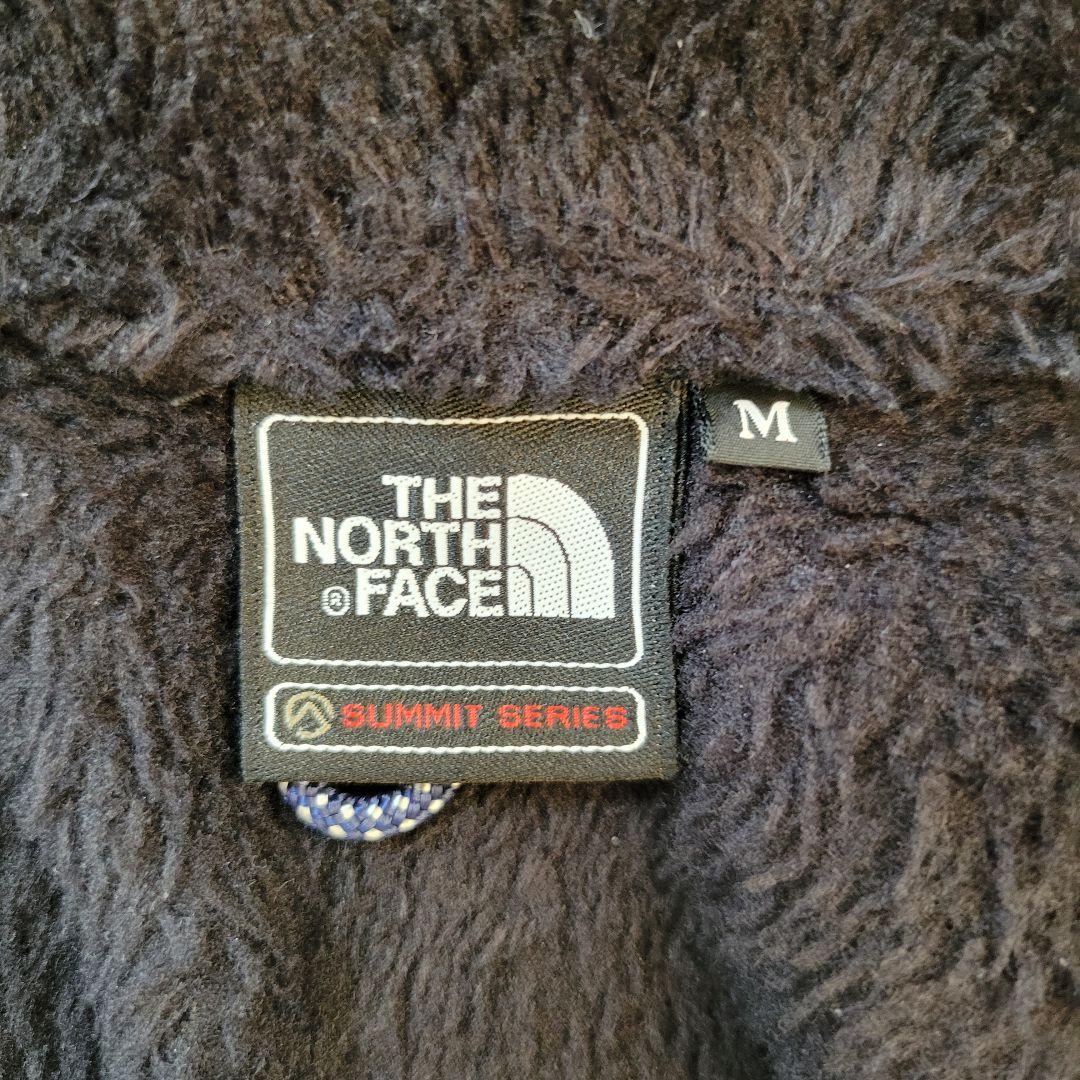 THE
NORTH
® FACE
M
SUMMIT SERIES